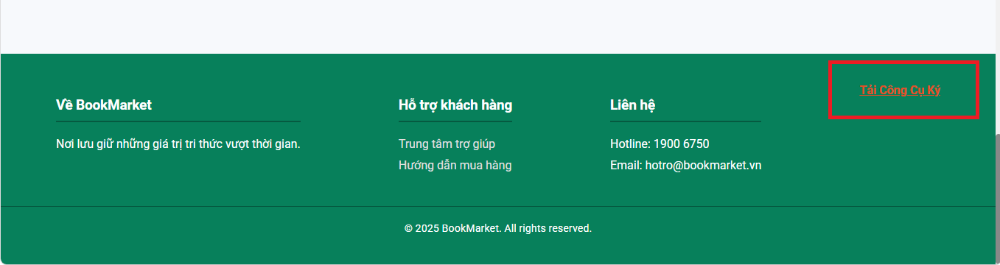 Về BookMarket
Nơi lưu giữ những giá trị tri thức vượt thời gian.
Hỗ trợ khách hàng
Trung tâm trợ giúp
Hướng dẫn mua hàng
Liên hệ
Hotline: 1900 6750
Email: hotro@bookmarket.vn
Tải Công Cụ Ký
© 2025 BookMarket. All rights reserved.